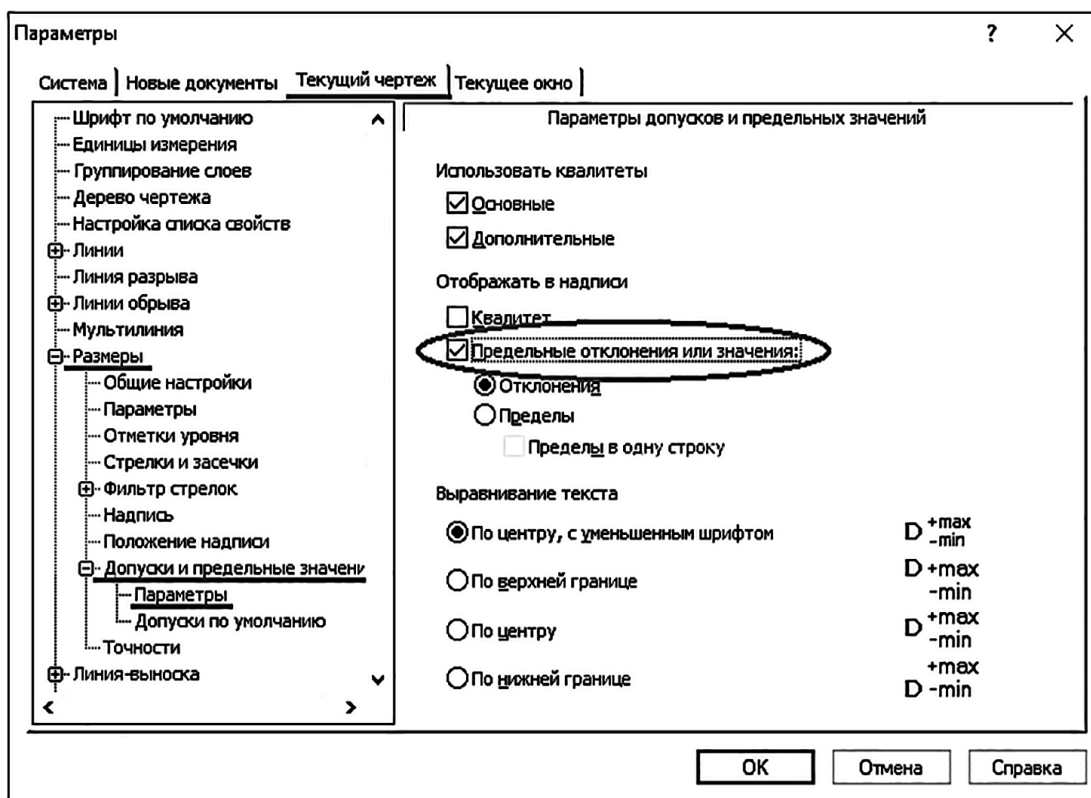 Параметры
?
×
Система
Новые документы
Текущий чертеж
Текущее окно
Шрифт по умолчанию
Единицы измерения
Группирование слоев
Дерево чертежа
Настройка списка свойств
Линии
Линия разрыва
Линии обрыва
Мультилиния
Размеры
Общие настройки
Параметры
Отметки уровня
Стрелки и засечки
Фильтр стрелок
Надпись
Положение надписи
Допуски и предельные значени
Параметры
Допуски по умолчанию
Точности
Линия-выноска
Параметры допусков и предельных значений
Использовать квалитеты
Основные
Дополнительные
Отображать в надписи
Квалитет
Предельные отклонения или значения:
Отклонения
Пределы
Пределы в одну строку
Выравнивание текста
По центру, с уменьшенным шрифтом
D +max
-min
По верхней границе
D +max
-min
По центру
D +max
-min
По нижней границе
+max
D -min
OK
Отмена
Справка